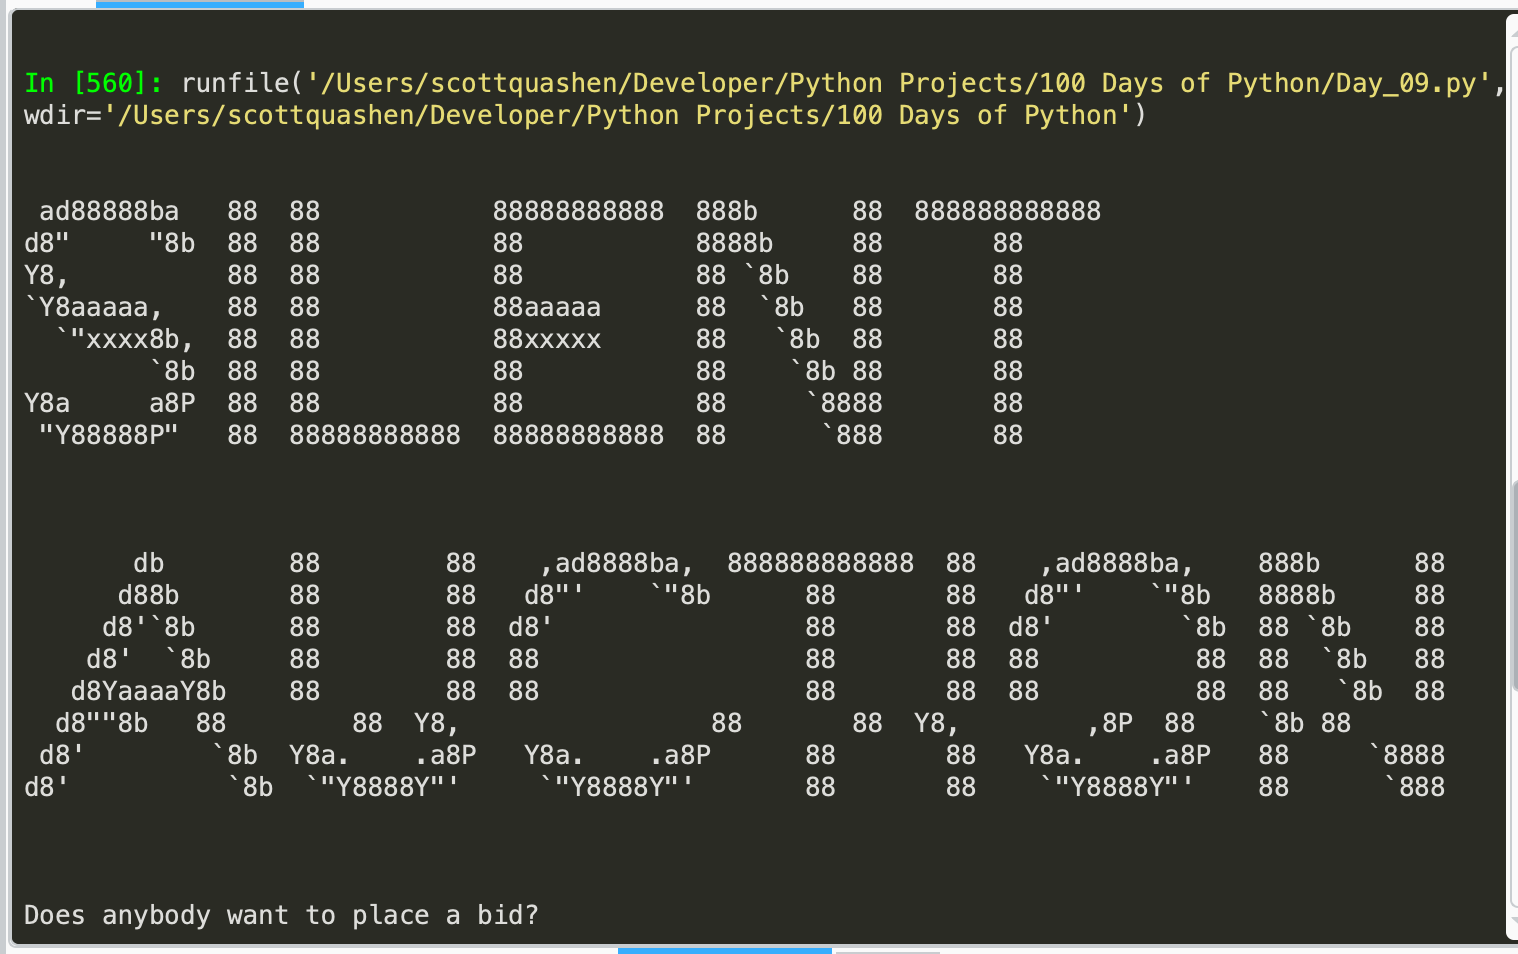 In [560]: runfile('/Users/scottquashen/Developer/Python Projects/100 Days of Python/Day_09.py',
wdir='/Users/scottquashen/Developer/Python Projects/100 Days of Python')
 ad88888ba   88  88           88888888888  888b      88  888888888888
d8"     "8b  88  88           88           8888b     88       88
Y8,          88  88           88           88 `8b    88       88
`Y8aaaaa,    88  88           88aaaaa      88  `8b   88       88
  `"xxxx8b,  88  88           88xxxxx      88   `8b  88       88
        `8b  88  88           88           88    `8b 88       88
Y8a     a8P  88  88           88           88     `8888       88
 "Y88888P"   88  88888888888  88888888888  88      `888       88
       db        88        88    ,ad8888ba,  888888888888  88    ,ad8888ba,    888b      88
      d88b       88        88   d8"'    `"8b      88       88   d8"'    `"8b   8888b     88
     d8'`8b      88        88  d8'                88       88  d8'        `8b  88 `8b    88
    d8'  `8b     88        88  88                 88       88  88          88  88  `8b   88
   d8YaaaaY8b    88        88  88                 88       88  88          88  88   `8b  88
  d8""8b   88        88  Y8,                88       88  Y8,        ,8P  88    `8b 88
 d8'        `8b  Y8a.    .a8P   Y8a.    .a8P      88       88   Y8a.    .a8P   88     `8888
d8'          `8b  `"Y8888Y"'     `"Y8888Y"'       88       88    `"Y8888Y"'    88      `888
Does anybody want to place a bid?